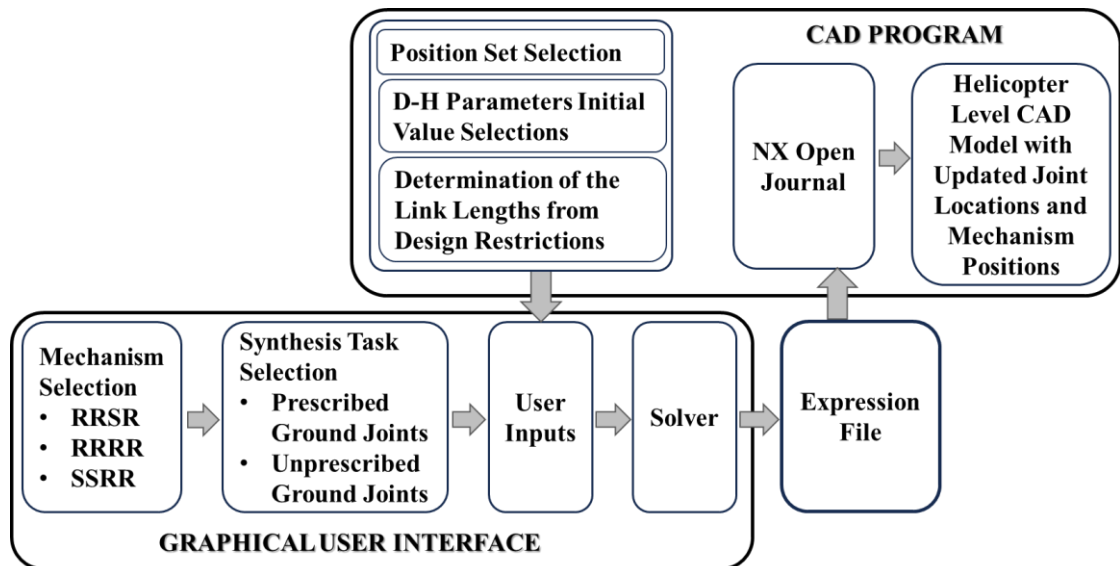 CAD PROGRAM
Position Set Selection
D-H Parameters Initial
Value Selections
Determination of the
Link Lengths from
Design Restrictions
NX Open
Journal
Helicopter
Level CAD
Model with
Updated Joint
Locations and
Mechanism
Positions
Mechanism
Selection
• RRSR
• RRRR
• SSRR
Synthesis Task
Selection
• Prescribed
Ground Joints
• Unprescribed
Ground Joints
User
Inputs
Solver
Expression
File
GRAPHICAL USER INTERFACE